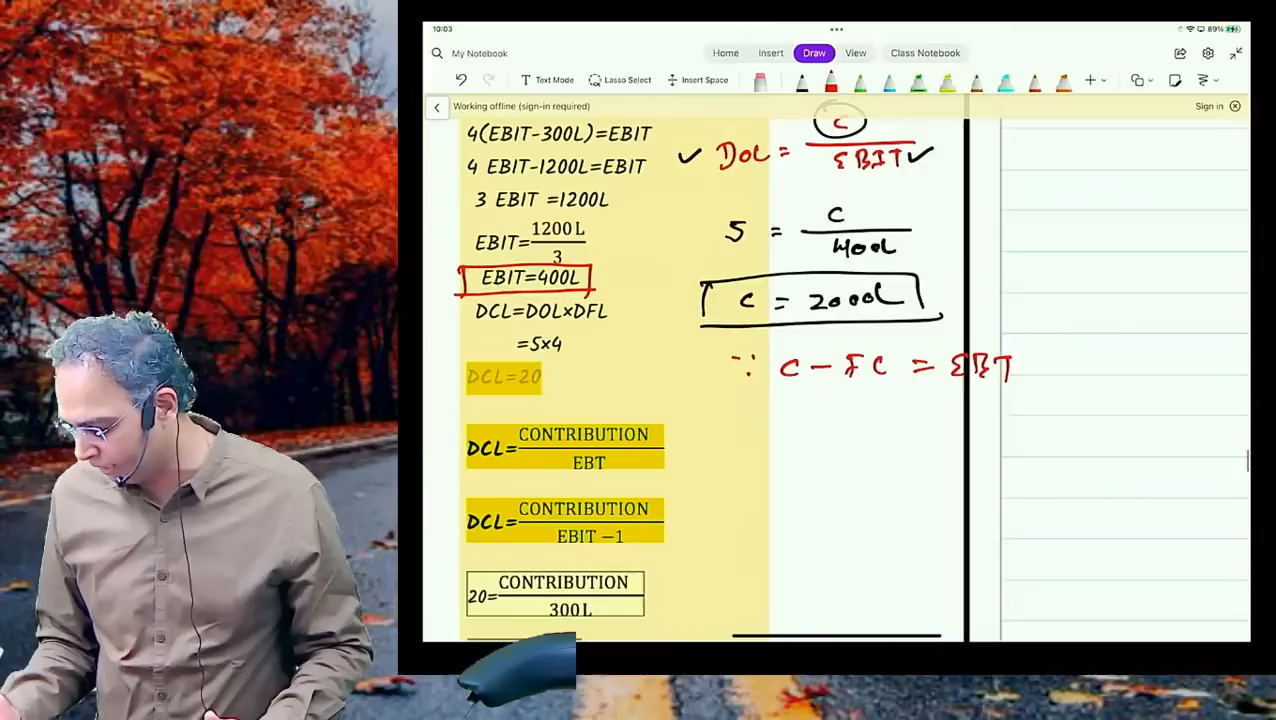 10:03
89%
My Notebook
Home Insert Draw View Class Notebook
Text Mode Lasso Select Insert Space
Working offline (sign-in required)
Sign in
4(EBIT-300L)=EBIT
4 EBIT-1200L=EBIT
3 EBIT =1200L
EBIT=1200L
3
EBIT=400L
DCL=DOL×DFL
=5×4
DCL=20
DCL=CONTRIBUTION
EBT
DCL=CONTRIBUTION
EBIT −1
20=CONTRIBUTION
300L
C
DOL =
EBIT
5 = C
400L
C = 2000L
∵ C - FC = EBIT